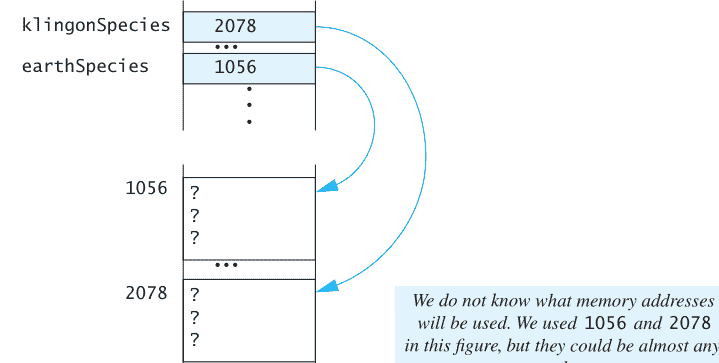 klingonSpecies 2078
...
earthSpecies 1056
1056 ?
?
?
...
2078 ?
?
?
We do not know what memory addresses
will be used. We used 1056 and 2078
in this figure, but they could be almost any